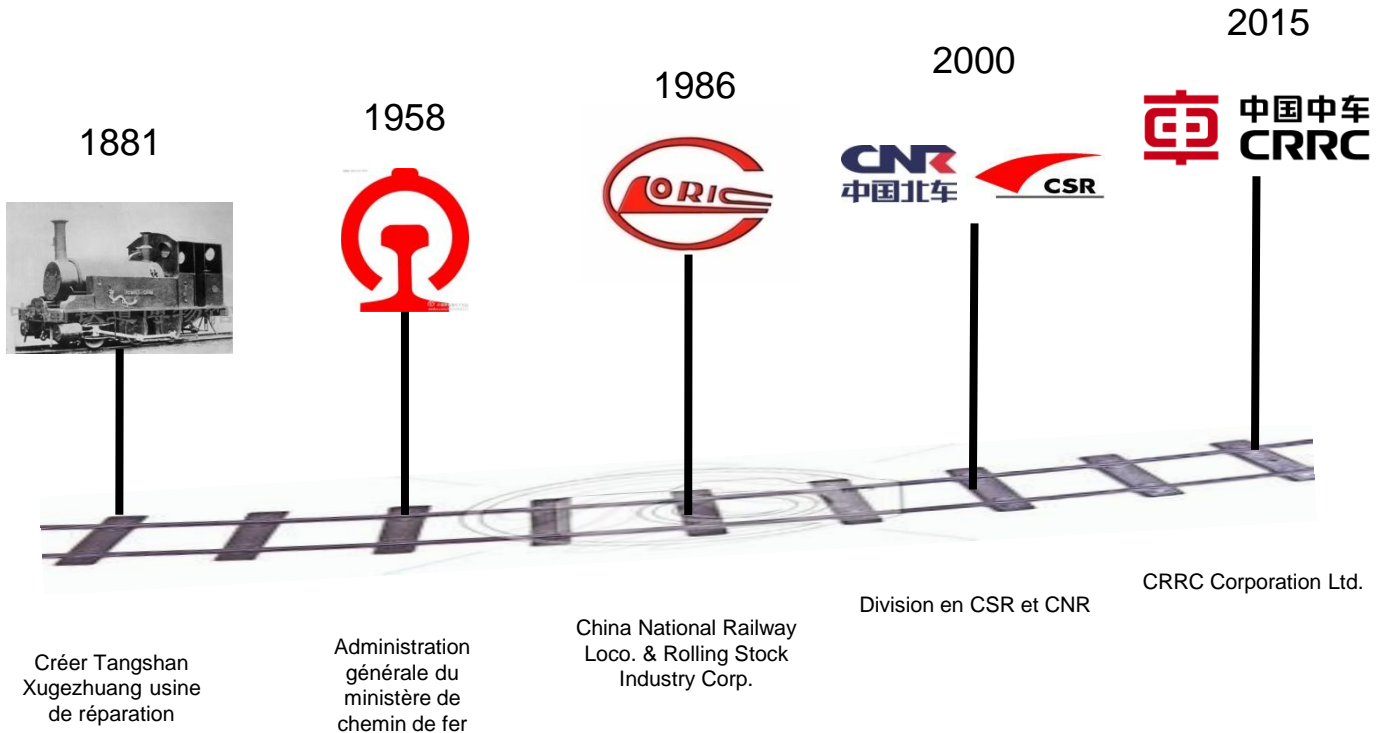 1881
1958
1986
2000
2015
LORIC
CNR
中国北车
CSR
中国中车
CRRC
Créer Tangshan
Xugezhuang usine
de réparation
Administration
générale du
ministère de
chemin de fer
China National Railway
Loco. & Rolling Stock
Industry Corp.
Division en CSR et CNR
CRRC Corporation Ltd.